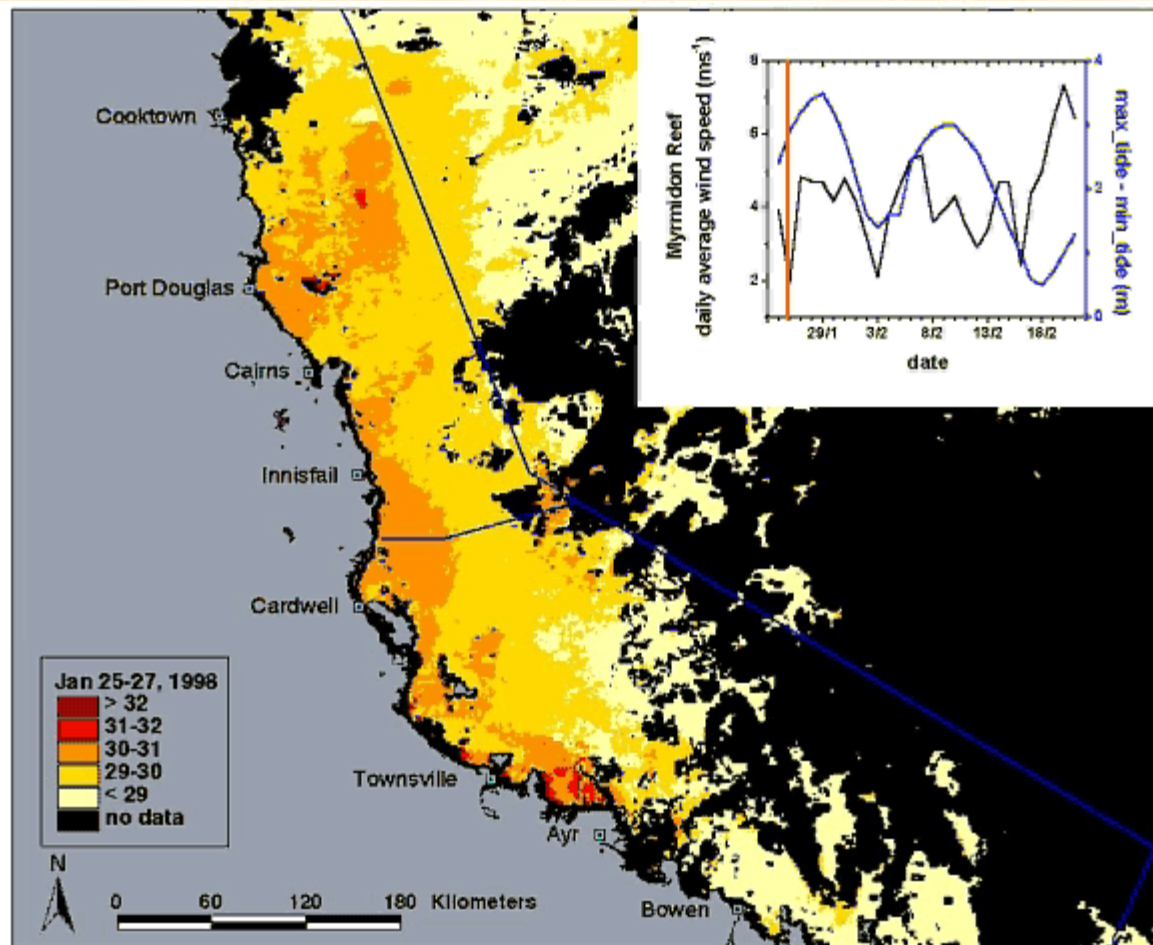 Cooktown
Port Douglas
Cairns
Innisfail
Cardwell
Townsville
Ayr
Bowen
Jan 25-27, 1998
> 32
31-32
30-31
29-30
< 29
no data
N
0 60 120 180 Kilometers
Myrmidon Reef
daily average wind speed (ms⁻¹)
8
6
4
2
max_tide - min_tide (m)
4
2
0
29/1 3/2 8/2 13/2 18/2
date